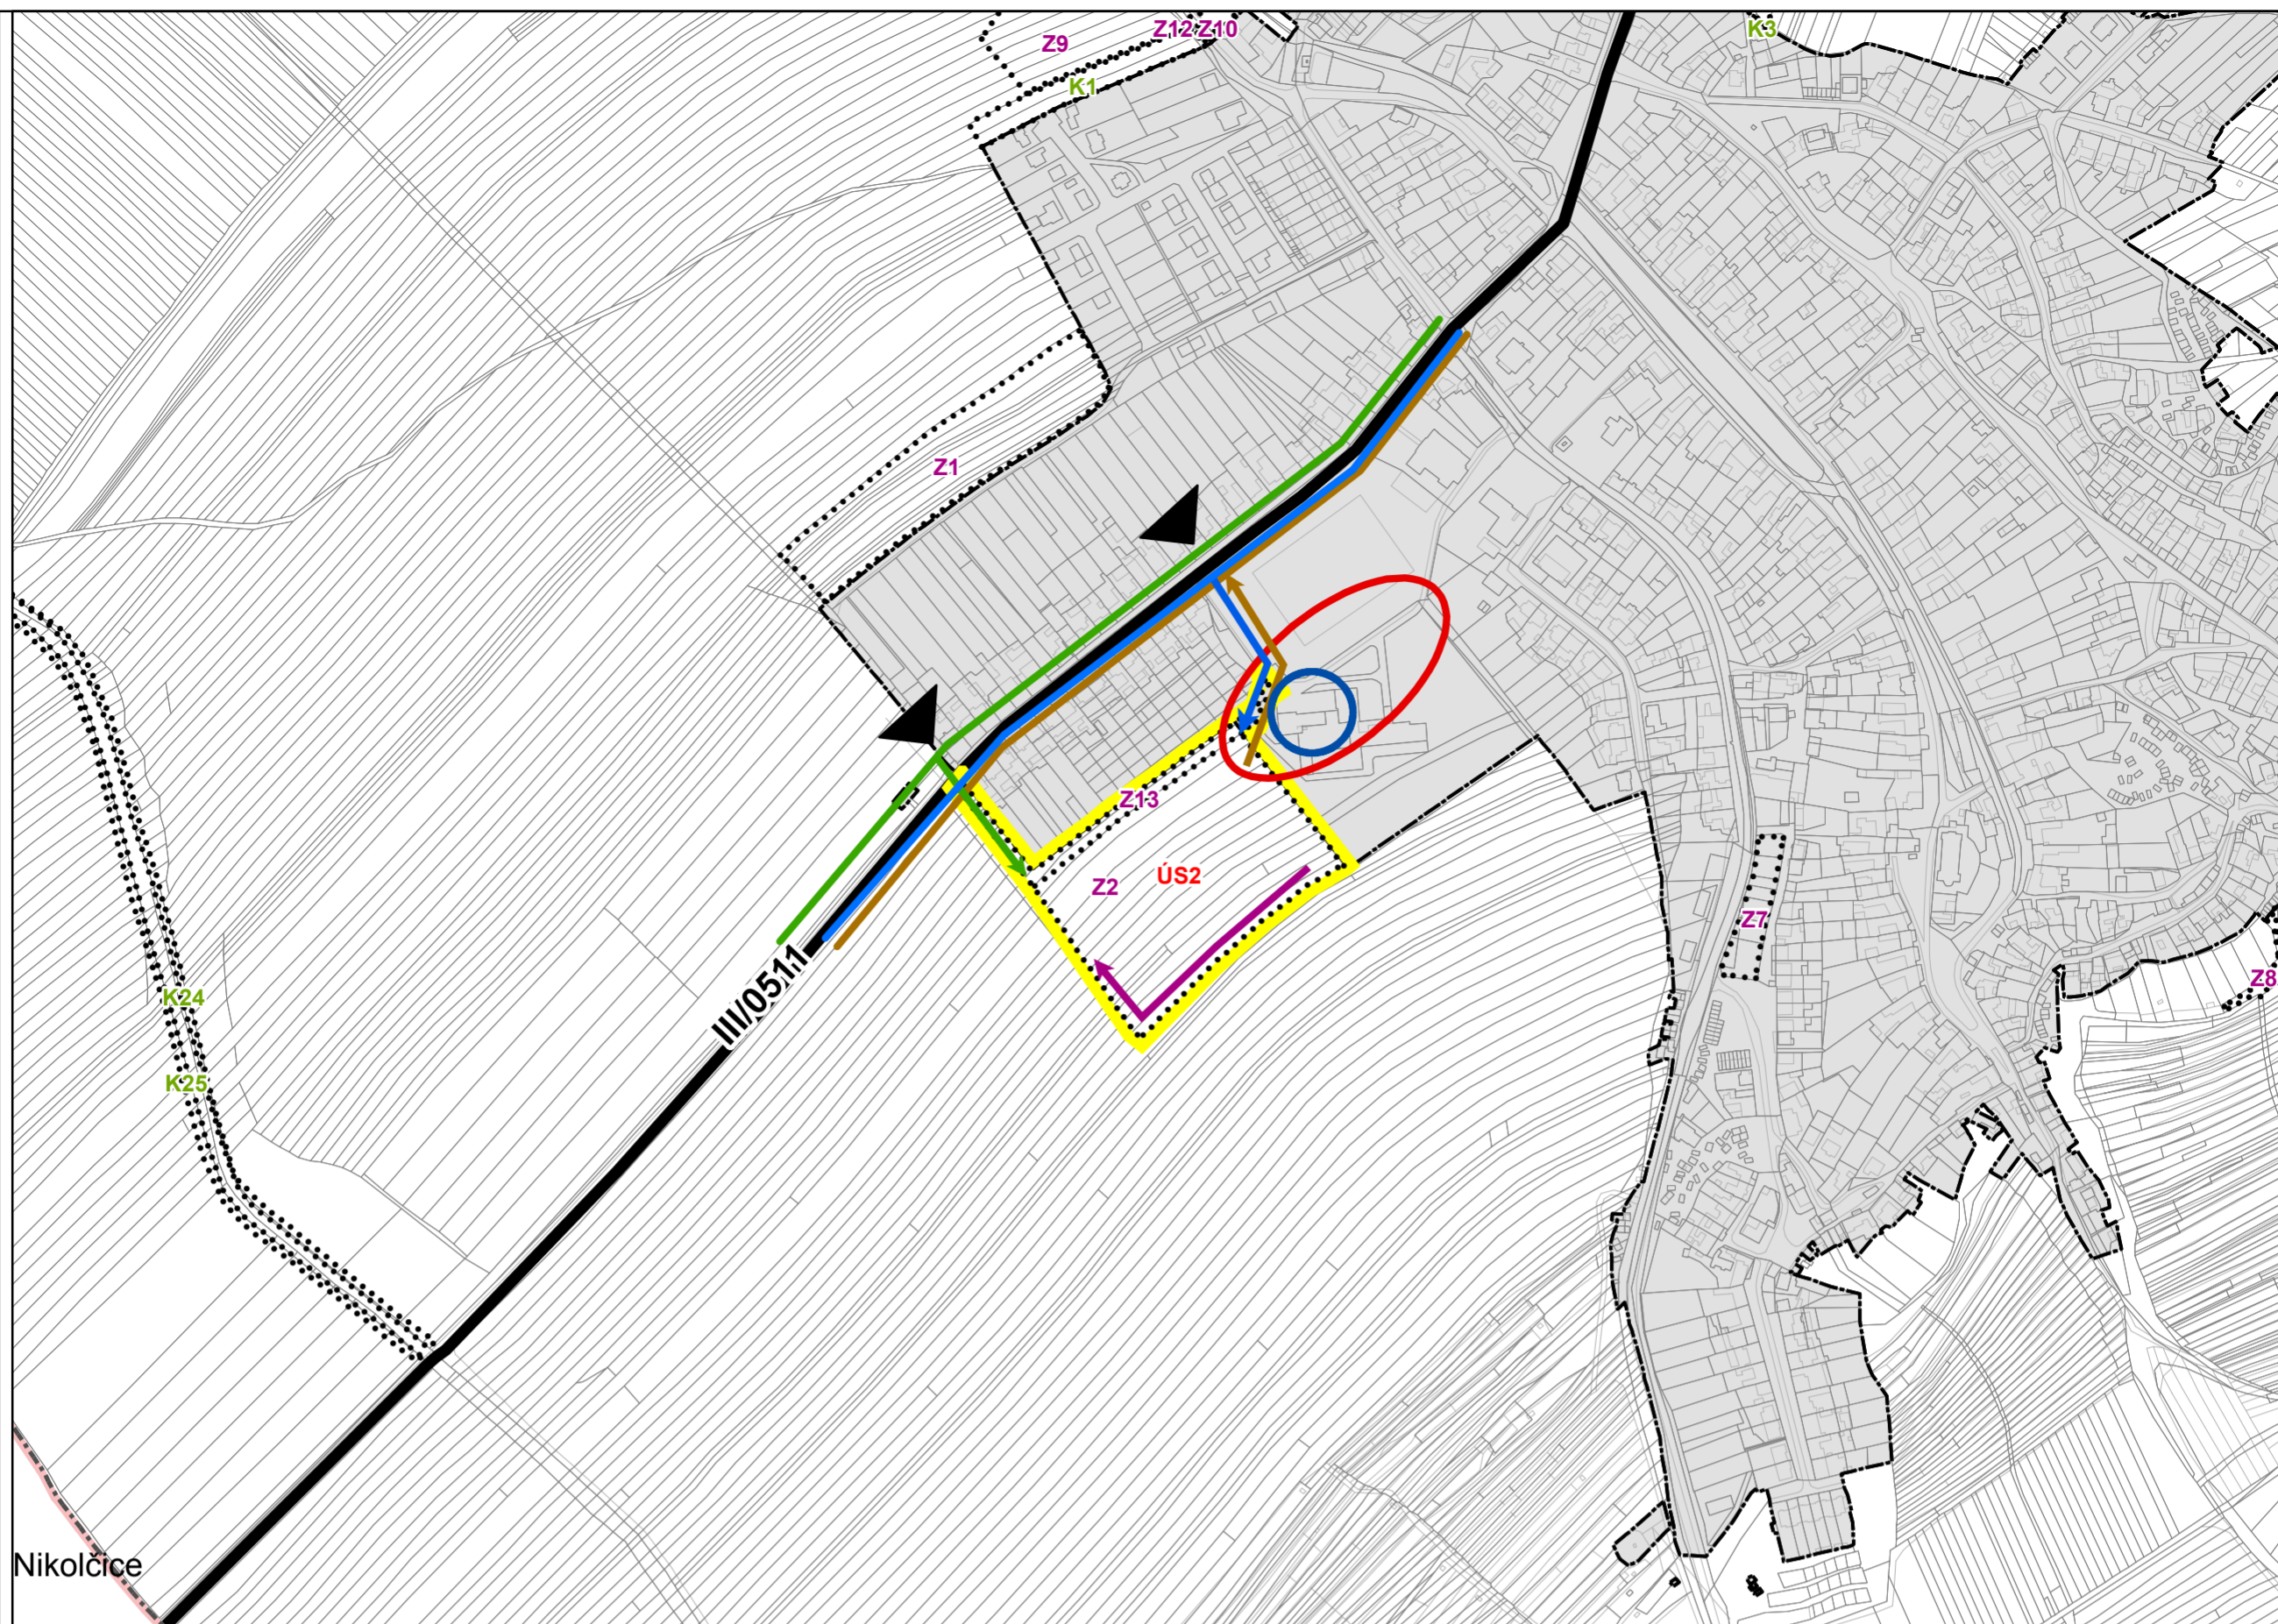 Z12 Z10
K3
Z9
K1
Z1
Z13
ÚS2
Z2
Z7
Z8
III/0511
K24
K25
Nikolčice